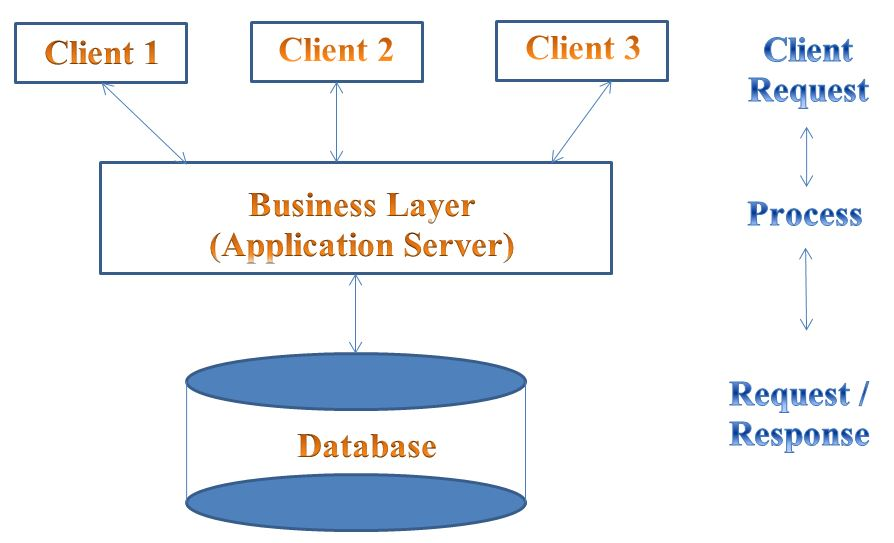 Client 1
Client 2
Client 3
Client
Request
Business Layer
(Application Server)
Process
Database
Request /
Response